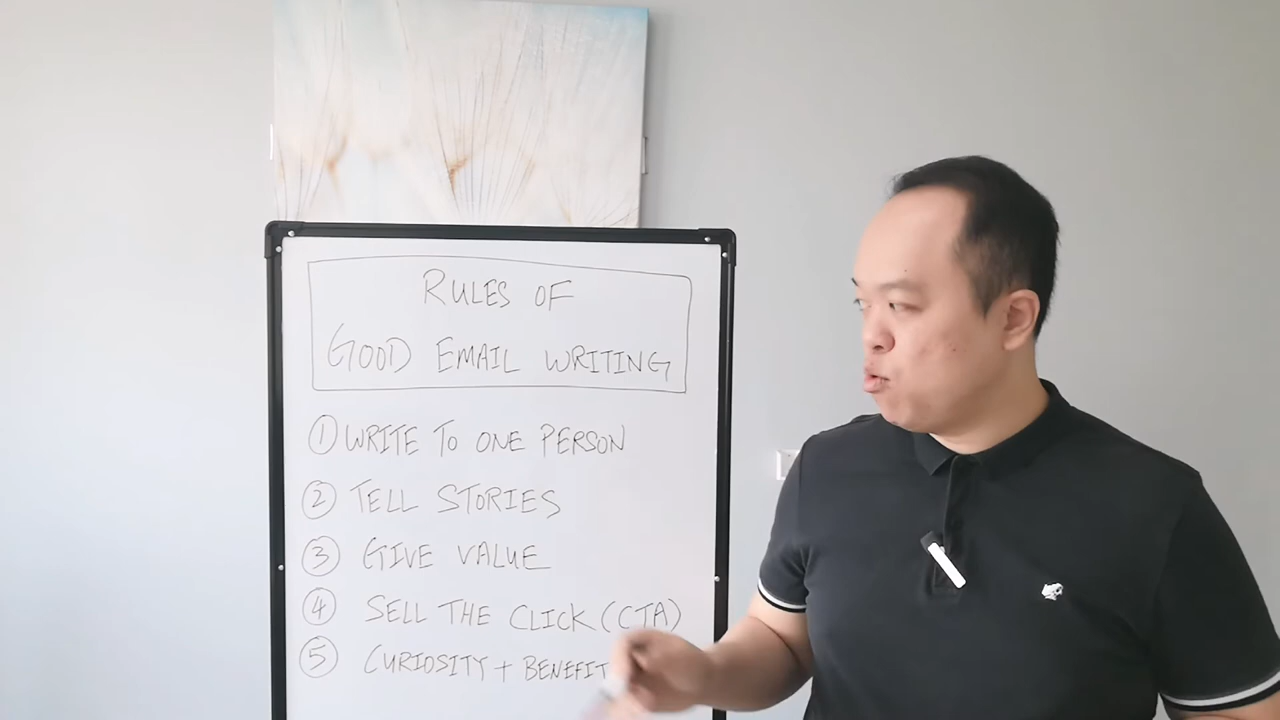 RULES OF
GOOD EMAIL WRITING
① WRITE TO ONE PERSON
② TELL STORIES
③ GIVE VALUE
④ SELL THE CLICK (CTA)
⑤ CURIOSITY + BENEFIT